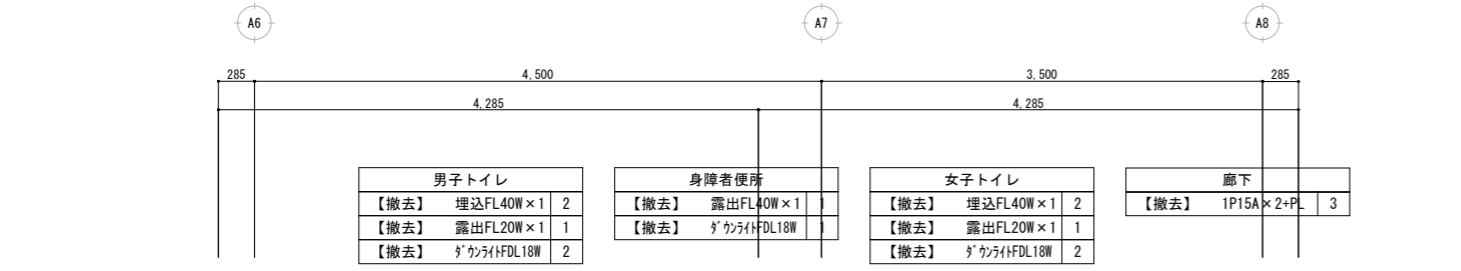 A6 A7 A8
285 4,500 3,500 285
4,285 4,285
男子トイレ
【撤去】 埋込FL40W×1 2
【撤去】 露出FL20W×1 1
【撤去】 ﾀﾞｳﾝﾗｲﾄFDL18W 2
身障者便所
【撤去】 露出FL40W×1 1
【撤去】 ﾀﾞｳﾝﾗｲﾄFDL18W 1
女子トイレ
【撤去】 埋込FL40W×1 2
【撤去】 露出FL20W×1 1
【撤去】 ﾀﾞｳﾝﾗｲﾄFDL18W 2
廊下
【撤去】 1P15A×2+PL 3